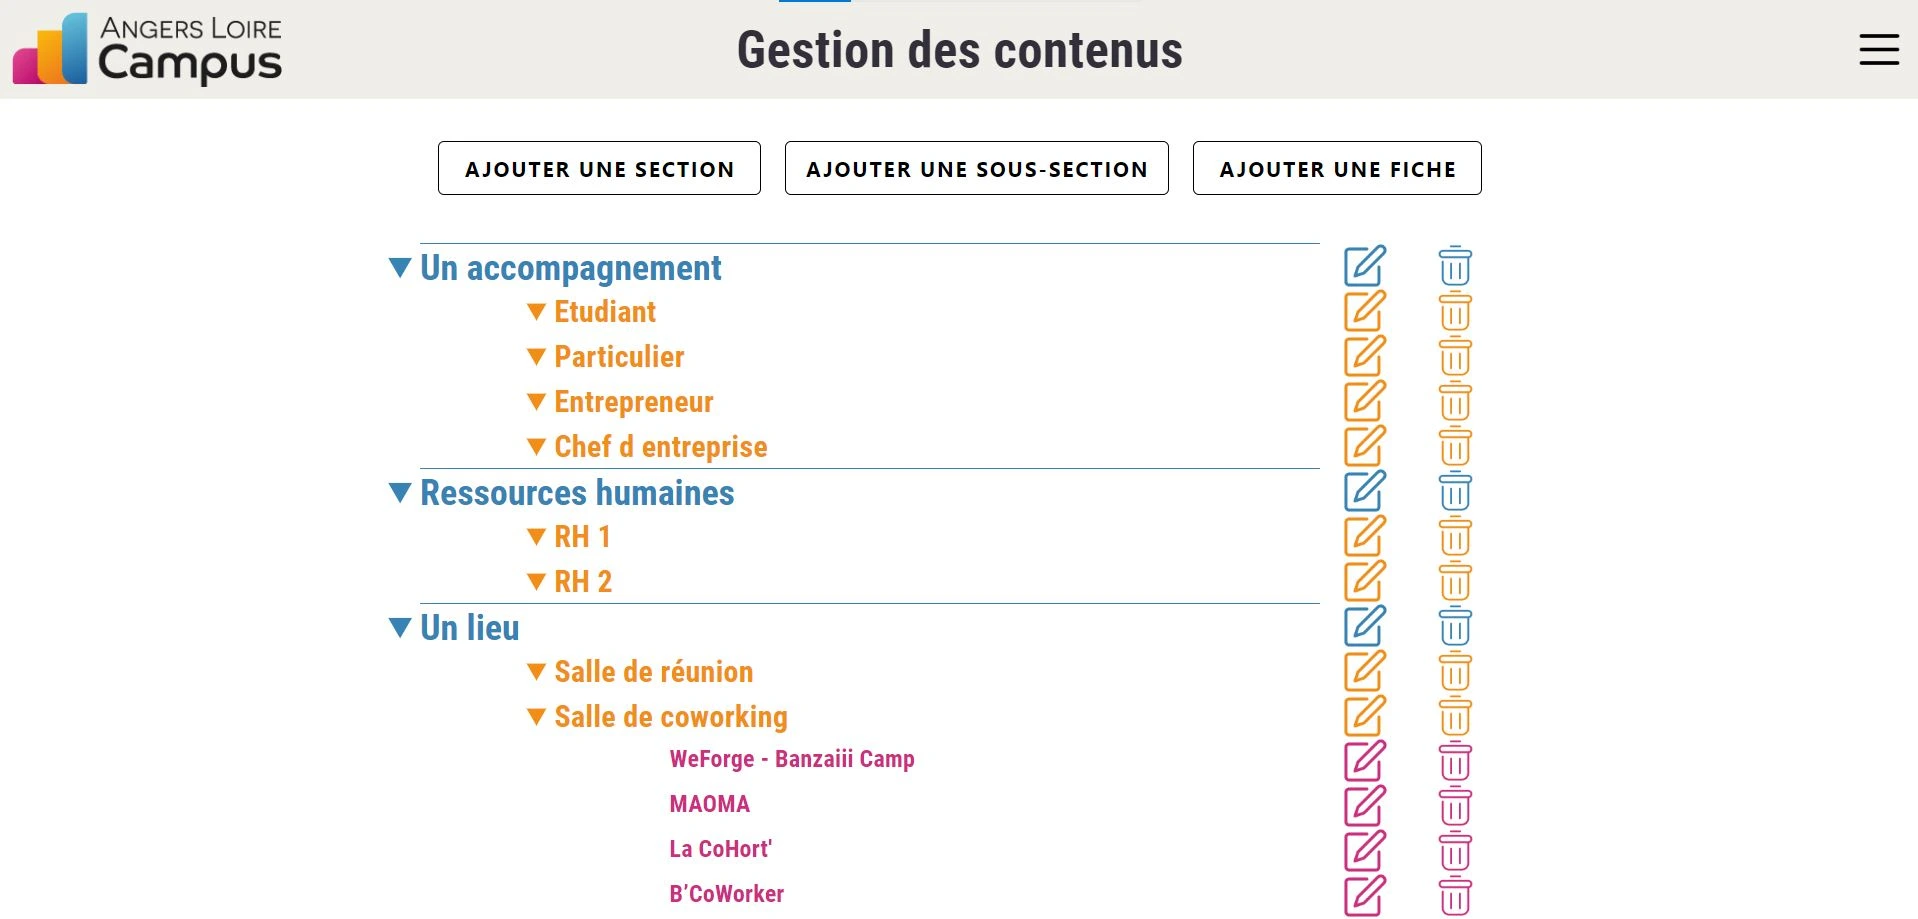 ANGERS LOIRE
Campus
Gestion des contenus
AJOUTER UNE SECTION
AJOUTER UNE SOUS-SECTION
AJOUTER UNE FICHE
Un accompagnement
Etudiant
Particulier
Entrepreneur
Chef d entreprise
Ressources humaines
RH 1
RH 2
Un lieu
Salle de réunion
Salle de coworking
WeForge - Banzaiii Camp
MAOMA
La CoHort'
B’CoWorker